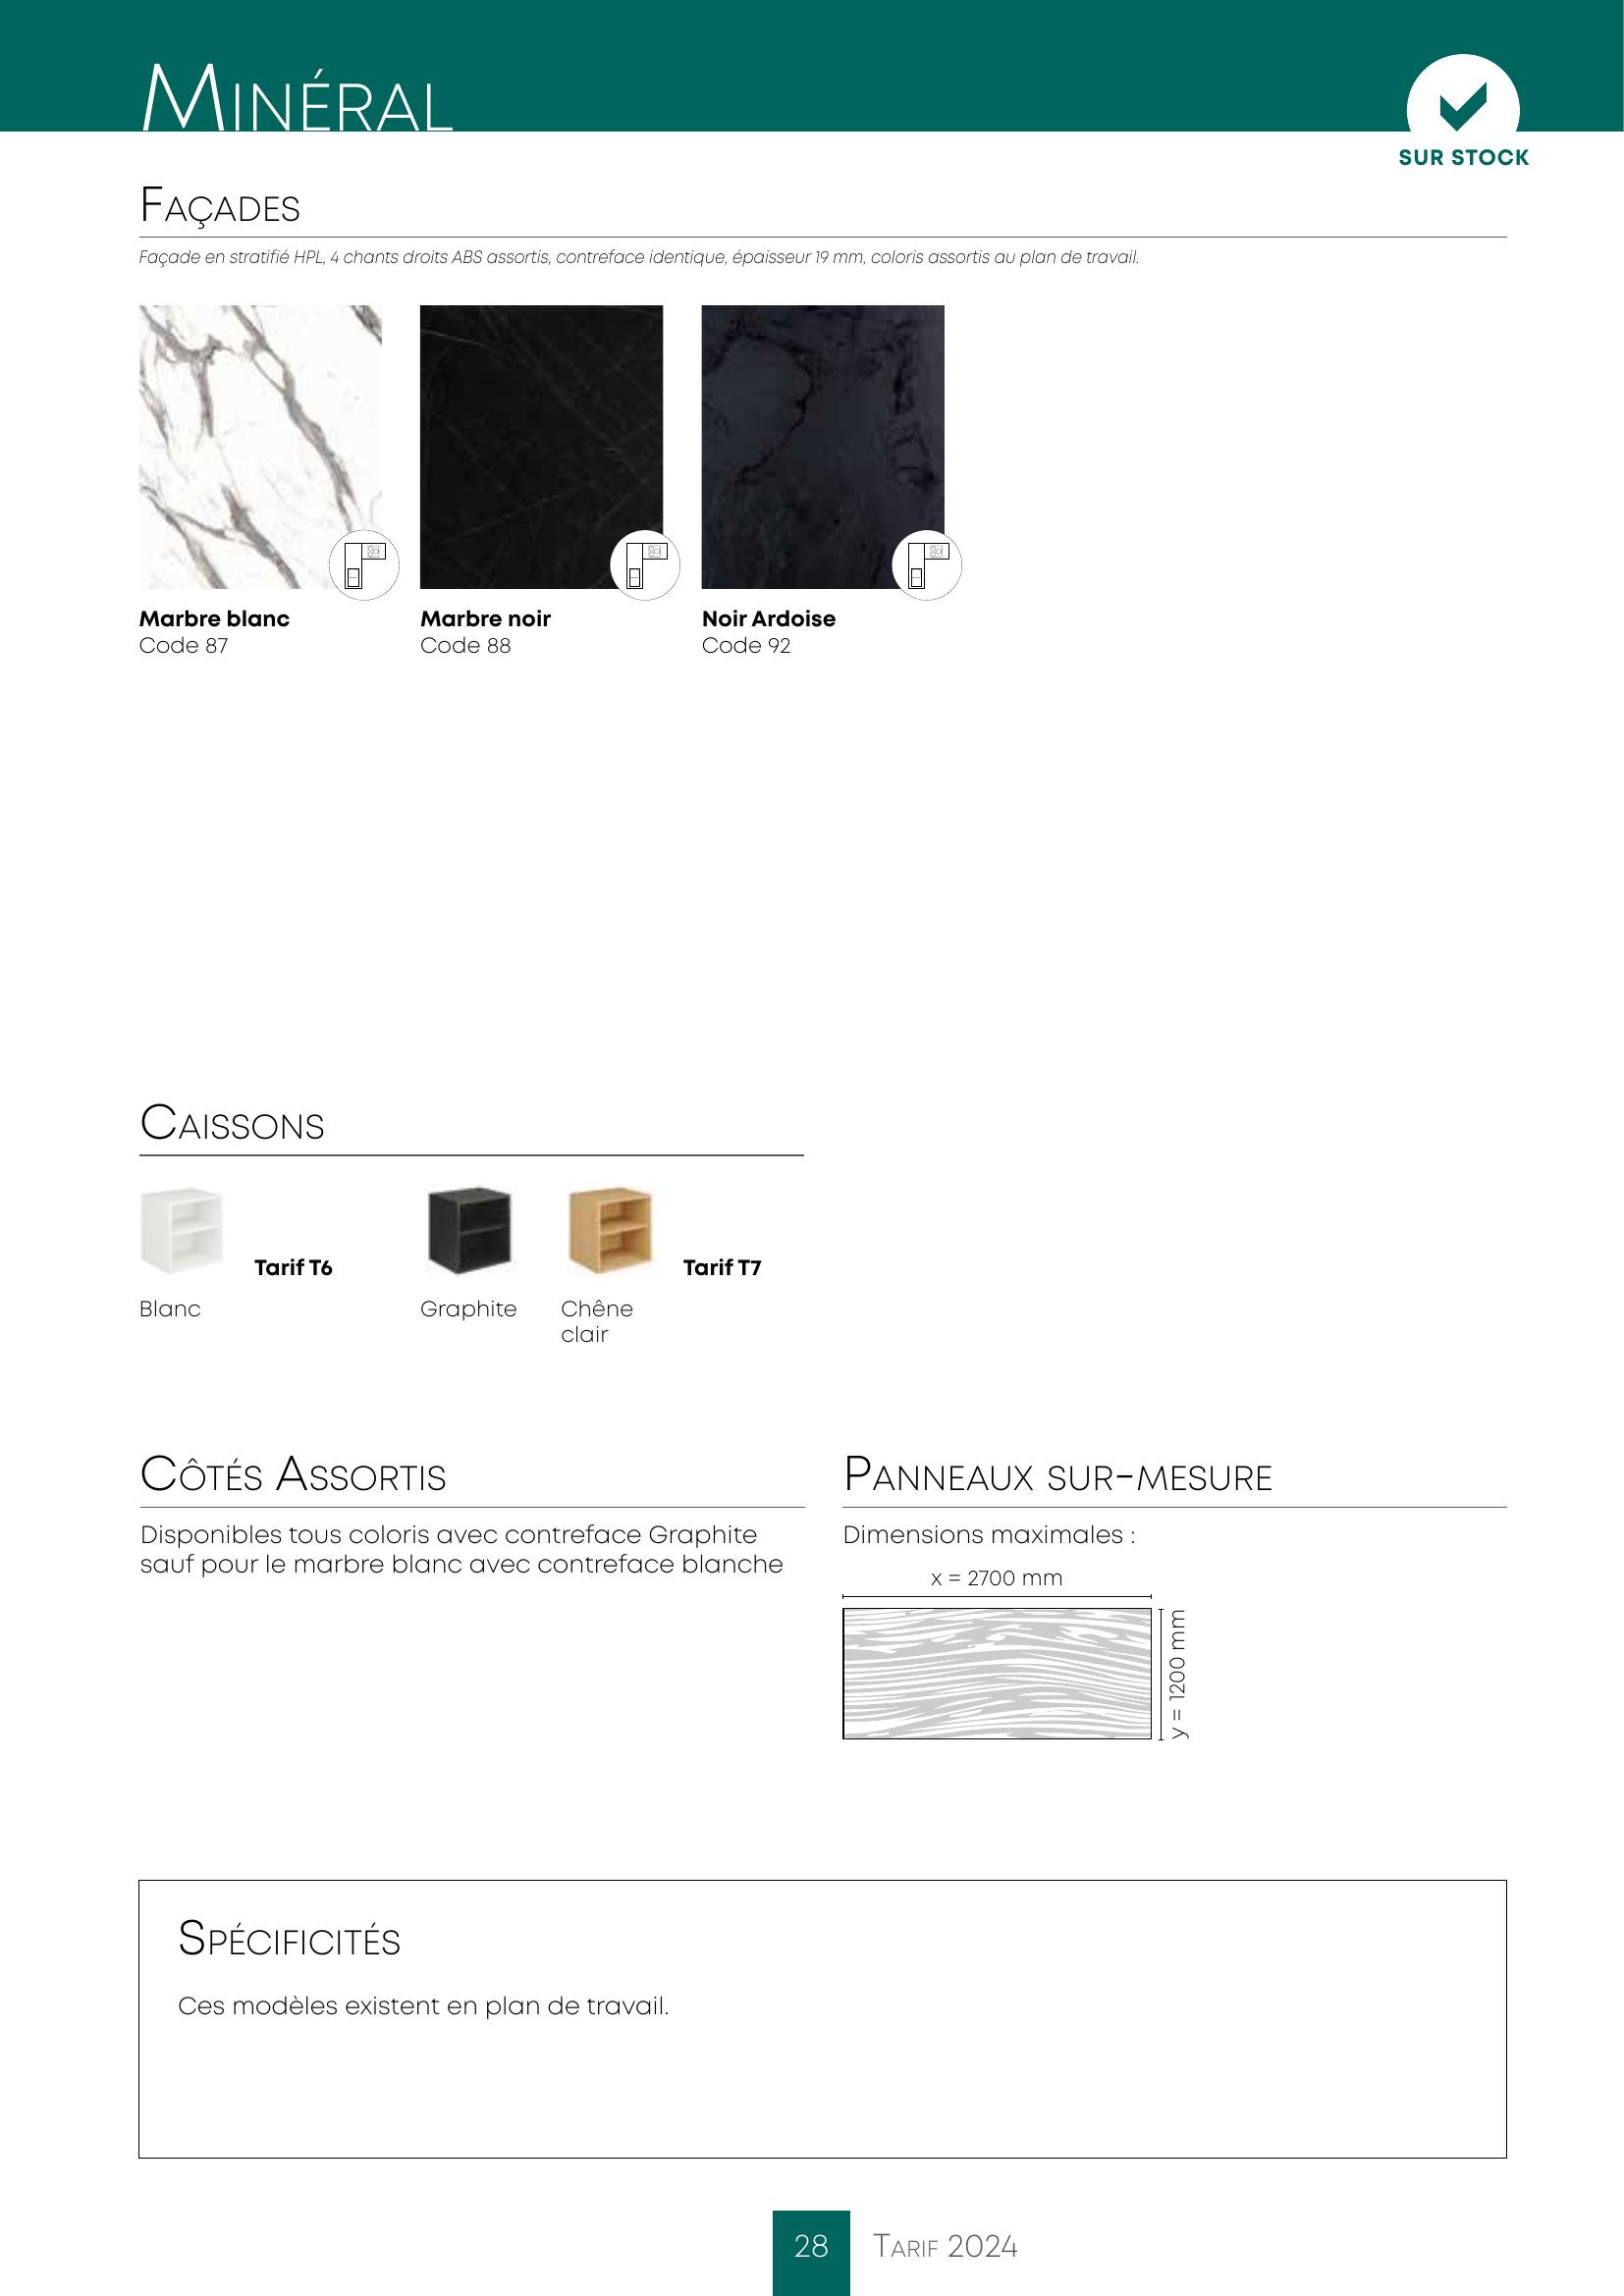 MINÉRAL
SUR STOCK
FAÇADES
Façade en stratifié HPL, 4 chants droits ABS assortis, contreface identique, épaisseur 19 mm, coloris assortis au plan de travail.
Marbre blanc
Code 87
Marbre noir
Code 88
Noir Ardoise
Code 92
CAISSONS
Tarif T6
Tarif T7
Blanc
Graphite
Chêne
clair
CÔTÉS ASSORTIS
Disponibles tous coloris avec contreface Graphite
sauf pour le marbre blanc avec contreface blanche
PANNEAUX SUR-MESURE
Dimensions maximales :
x = 2700 mm
y = 1200 mm
SPÉCIFICITÉS
Ces modèles existent en plan de travail.
28
TARIF 2024